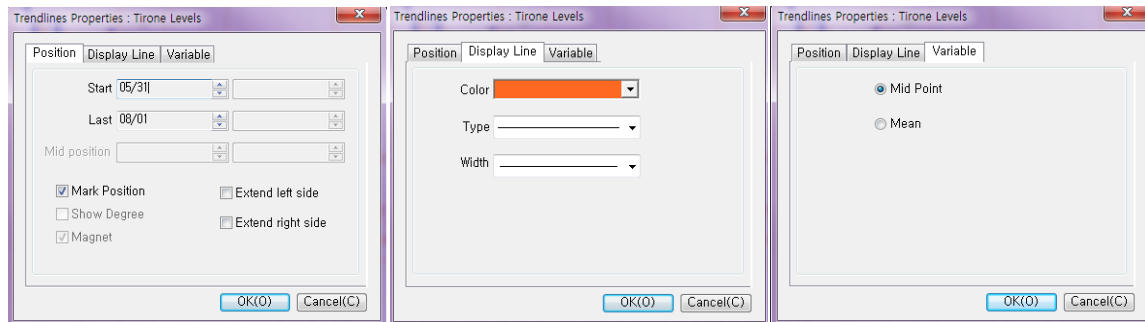 Trendlines Properties : Tirone Levels
Position Display Line Variable
Start 05/31
Last 08/01
Mid position
Mark Position
Extend left side
Show Degree
Extend right side
Magnet
OK(O) Cancel(C)
Trendlines Properties : Tirone Levels
Position Display Line Variable
Color
Type
Width
OK(O) Cancel(C)
Trendlines Properties : Tirone Levels
Position Display Line Variable
Mid Point
Mean
OK(O) Cancel(C)